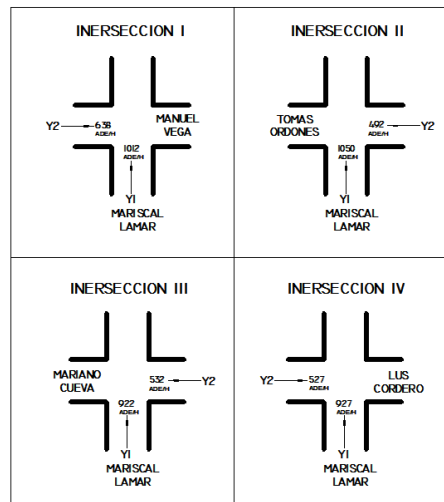 INERSECCION I
Y2
638
ADE/H
MANUEL
VEGA
1012
ADE/H
Y1
MARISCAL
LAMAR
INERSECCION II
TOMAS
ORDONES
492
ADE/H
Y2
1050
ADE/H
Y1
MARISCAL
LAMAR
INERSECCION III
MARIANO
CUEVA
532
ADE/H
Y2
922
ADE/H
Y1
MARISCAL
LAMAR
INERSECCION IV
Y2
527
ADE/H
LUS
CORDERO
927
ADE/H
Y1
MARISCAL
LAMAR